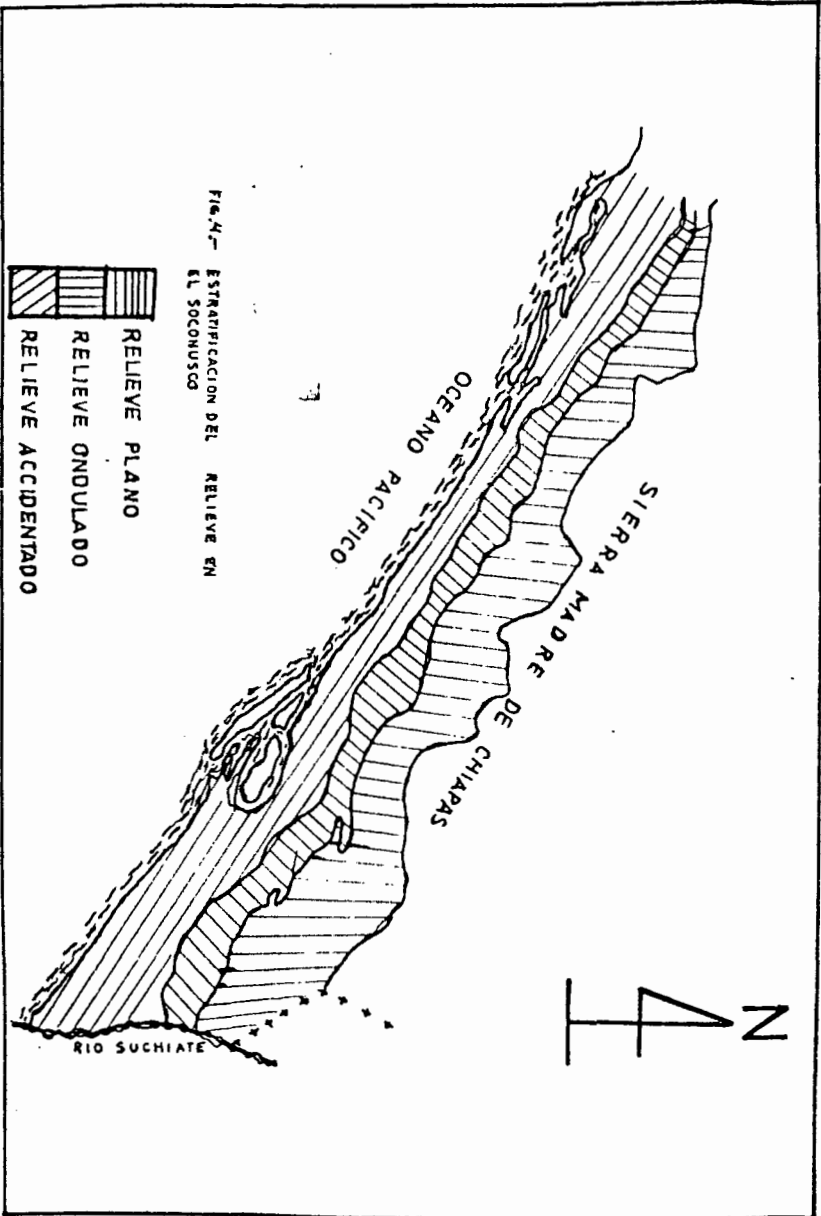 N
SIERRA MADRE DE CHIAPAS
OCEANO PACIFICO
RIO SUCHIATE
FIG.4.- ESTRATIFICACION DEL RELIEVE EN
EL SOCONUSCO
RELIEVE PLANO
RELIEVE ONDULADO
RELIEVE ACCIDENTADO